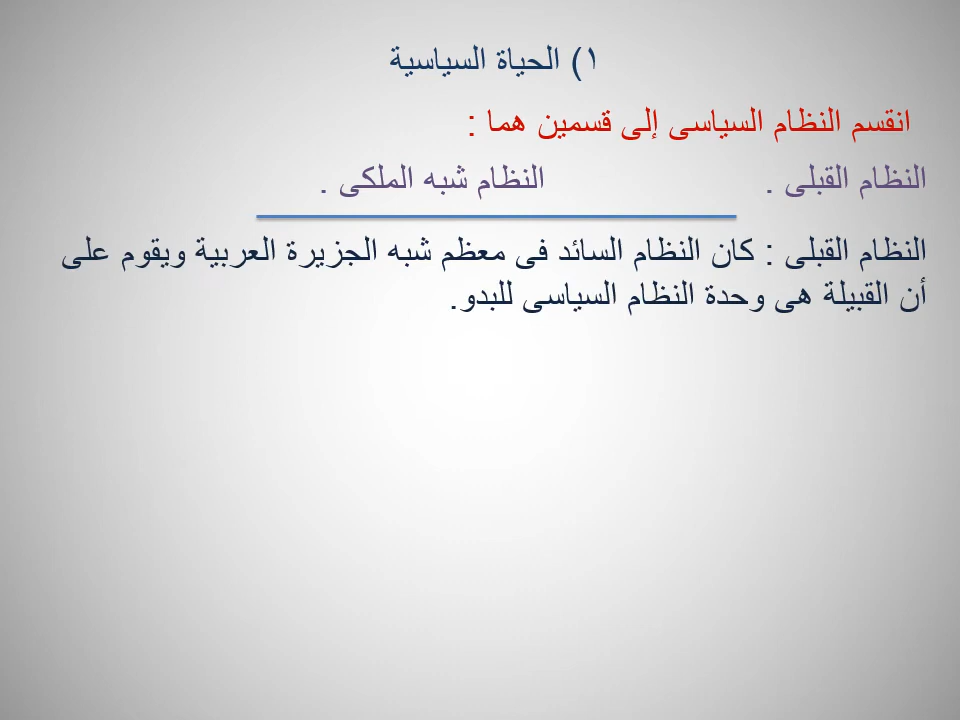 ١) الحياة السياسية
انقسم النظام السياسى إلى قسمين هما :
النظام القبلى . النظام شبه الملكى .
النظام القبلى : كان النظام السائد فى معظم شبه الجزيرة العربية ويقوم على
أن القبيلة هى وحدة النظام السياسى للبدو.